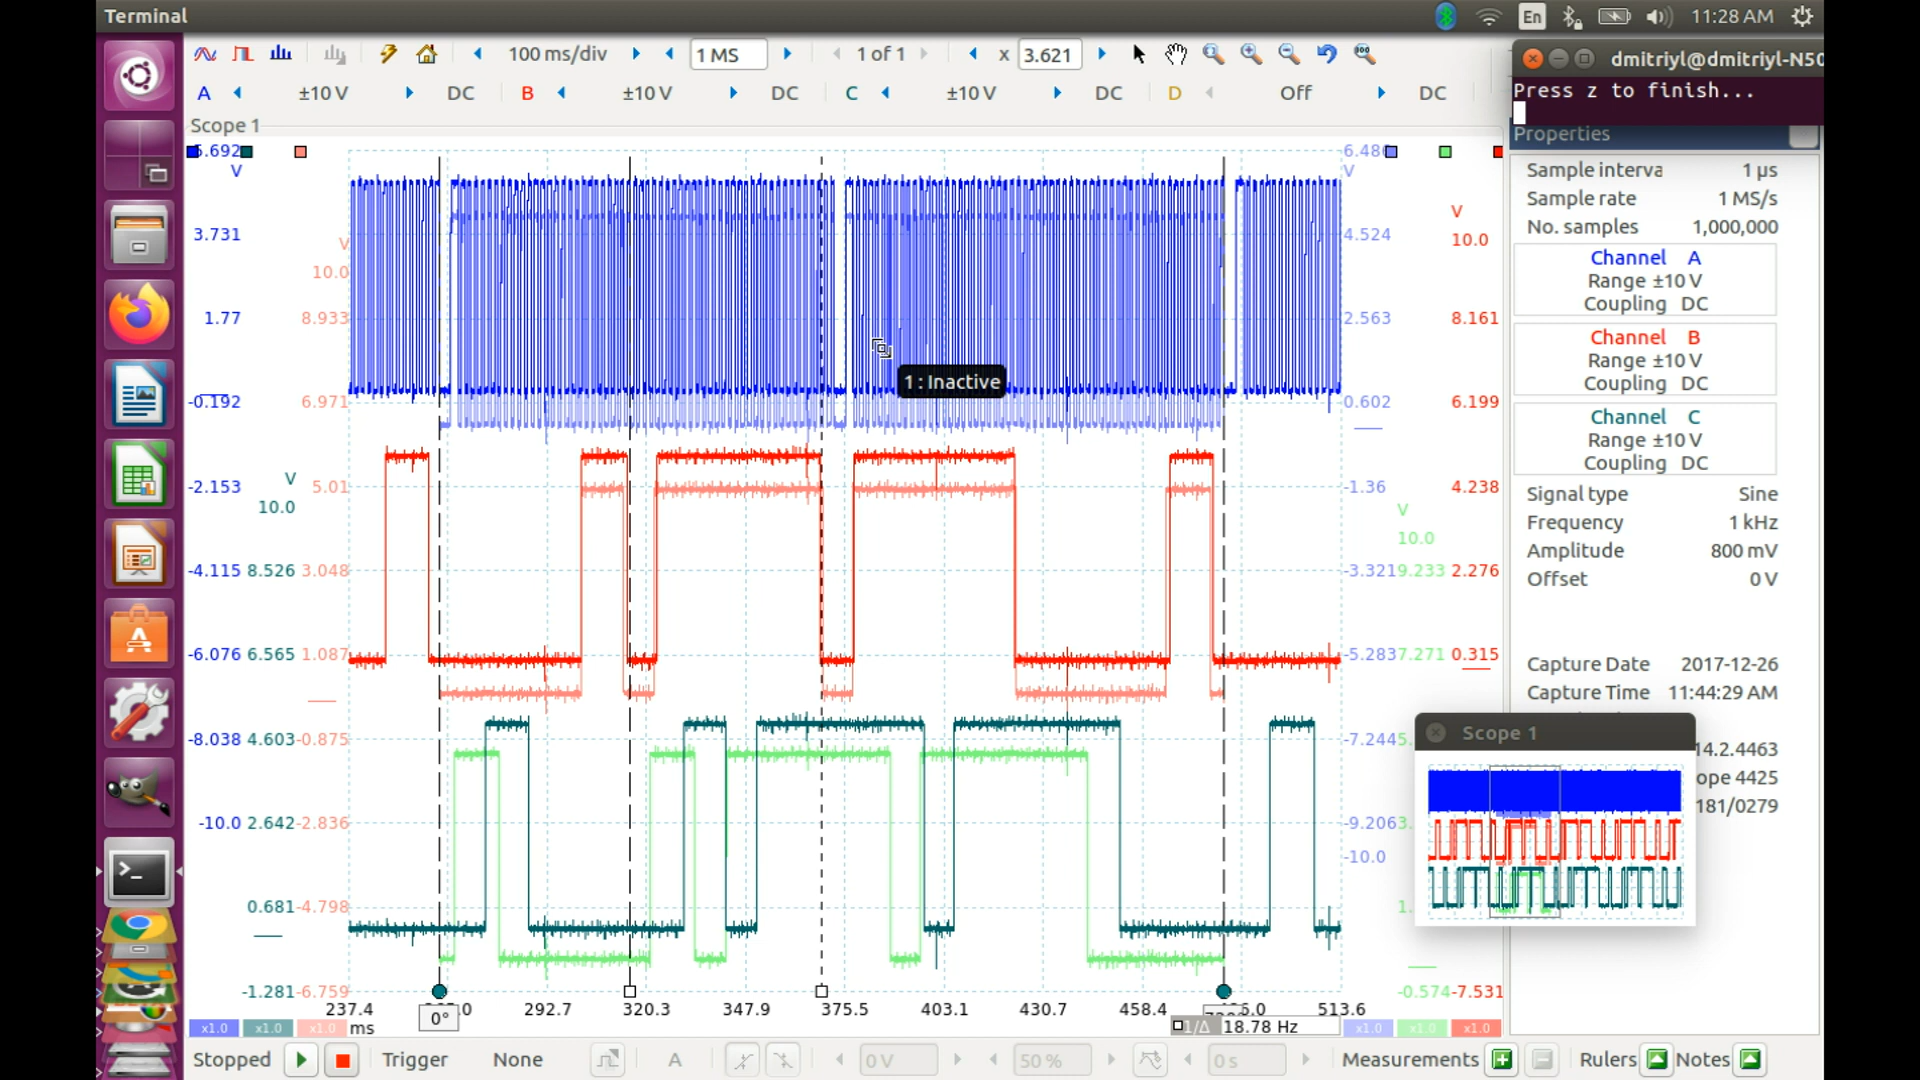 Terminal
En
11:28 AM
100 ms/div
1 MS
1 of 1
x 3.621
dmitriyl@dmitriyl-N50
Press z to finish...
A ±10 V DC B ±10 V DC C ±10 V DC D Off DC
Scope 1
Properties
5.692
V
3.731
1.77
-0.192
-2.153
-4.115
-6.076
-8.038
-10.0
V
10.0
8.526
6.565
4.603
2.642
0.681
-1.281
V
10.0
8.933
6.971
5.01
3.048
1.087
-0.875
-2.836
-4.798
-6.759
1 : Inactive
V
4.524
2.563
0.602
-1.36
-3.321
-5.283
-7.244
-9.206
-10.0
V
10.0
9.233
7.271
-0.574
V
10.0
8.161
6.199
4.238
2.276
0.315
-7.531
237.4 292.7 320.3 347.9 375.5 403.1 430.7 458.4 513.6
ms
0°
1/Δ 18.78 Hz
x1.0 x1.0 x1.0
x1.0 x1.0 x1.0
Sample interva 1 µs
Sample rate 1 MS/s
No. samples 1,000,000
Channel A
Range ±10 V
Coupling DC
Channel B
Range ±10 V
Coupling DC
Channel C
Range ±10 V
Coupling DC
Signal type Sine
Frequency 1 kHz
Amplitude 800 mV
Offset 0 V
Capture Date 2017-12-26
Capture Time 11:44:29 AM
Scope 1
14.2.4463
ope 4425
181/0279
Stopped Trigger None A 0 V 50 % 0 s Measurements Rulers Notes